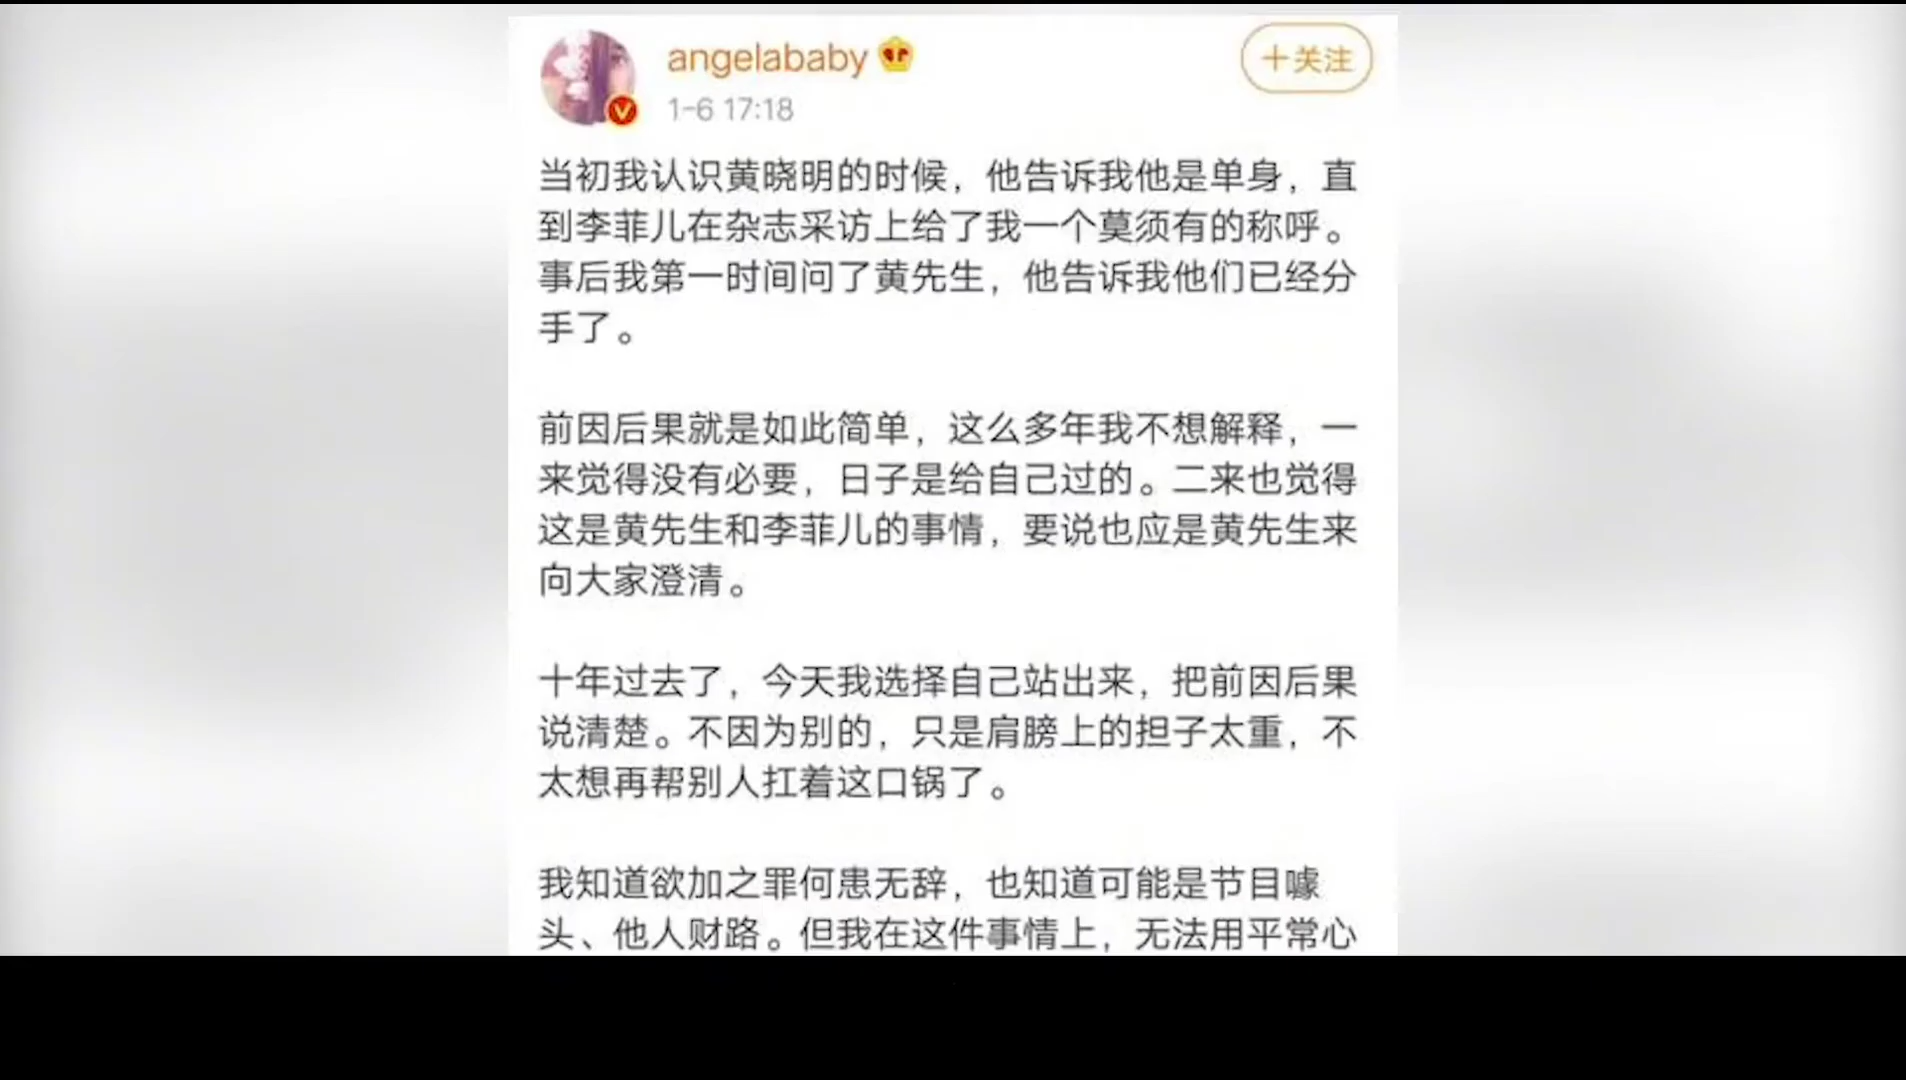 angelababy
+关注
1-6 17:18
当初我认识黄晓明的时候，他告诉我他是单身，直
到李菲儿在杂志采访上给了我一个莫须有的称呼。
事后我第一时间问了黄先生，他告诉我他们已经分
手了。
前因后果就是如此简单，这么多年我不想解释，一
来觉得没有必要，日子是给自己过的。二来也觉得
这是黄先生和李菲儿的事情，要说也应是黄先生来
向大家澄清。
十年过去了，今天我选择自己站出来，把前因后果
说清楚。不因为别的，只是肩膀上的担子太重，不
太想再帮别人扛着这口锅了。
我知道欲加之罪何患无辞，也知道可能是节目噱
头、他人财路。但我在这件事情上，无法用平常心